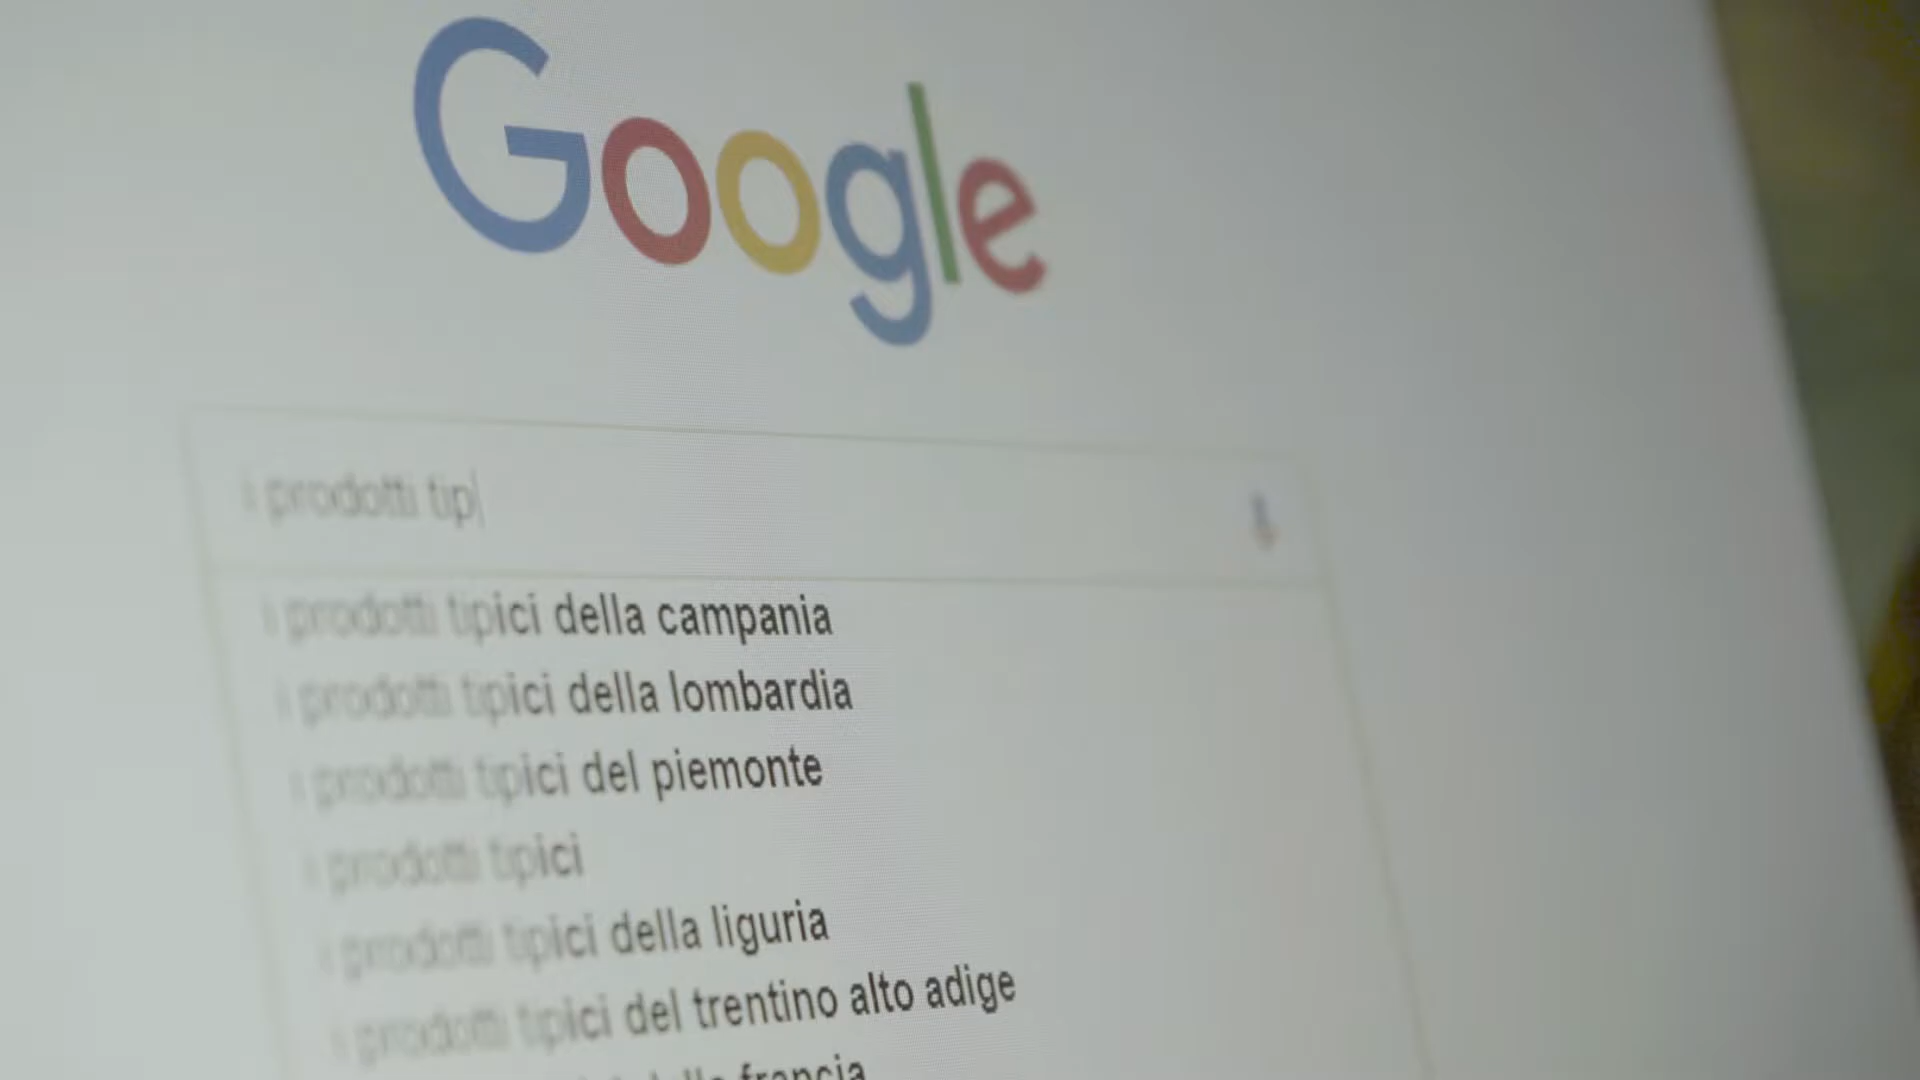 Google
i prodotti tip
i prodotti tipici della campania
i prodotti tipici della lombardia
i prodotti tipici del piemonte
i prodotti tipici
i prodotti tipici della liguria
i prodotti tipici del trentino alto adige
francia